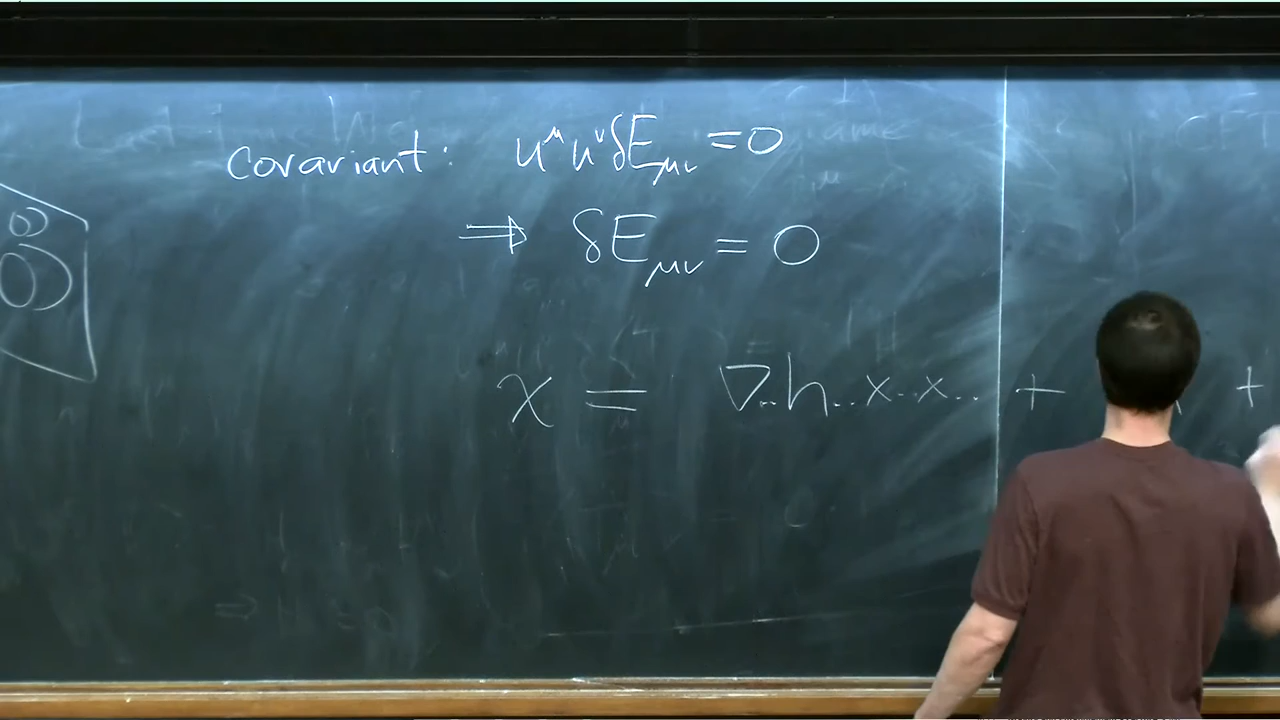 covariant: u^μ u^ν δE_μν = 0
⇒ δE_μν = 0
χ = ∇..h..x..x.. + +